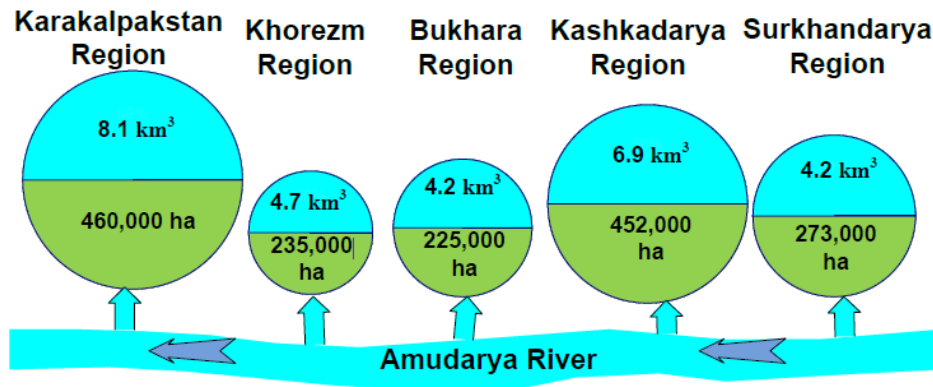 Karakalpakstan
Region
Khorezm
Region
Bukhara
Region
Kashkadarya
Region
Surkhandarya
Region
8.1 km³
460,000 ha
4.7 km³
235,000
ha
4.2 km³
225,000
ha
6.9 km³
452,000
ha
4.2 km³
273,000
ha
Amudarya River